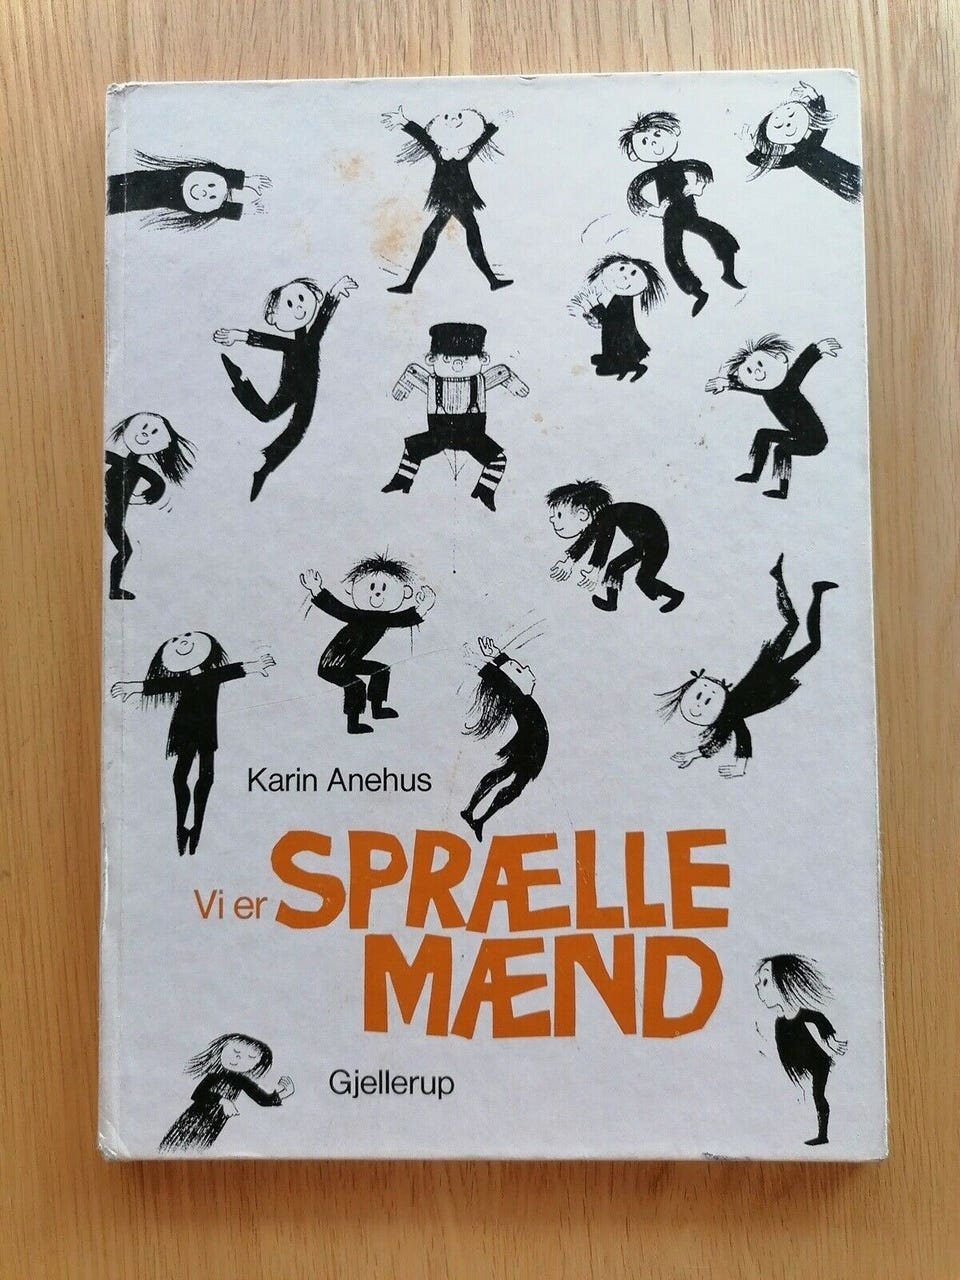 Karin Anehus
Vi er SPRÆLLE
MÆND
Gjellerup